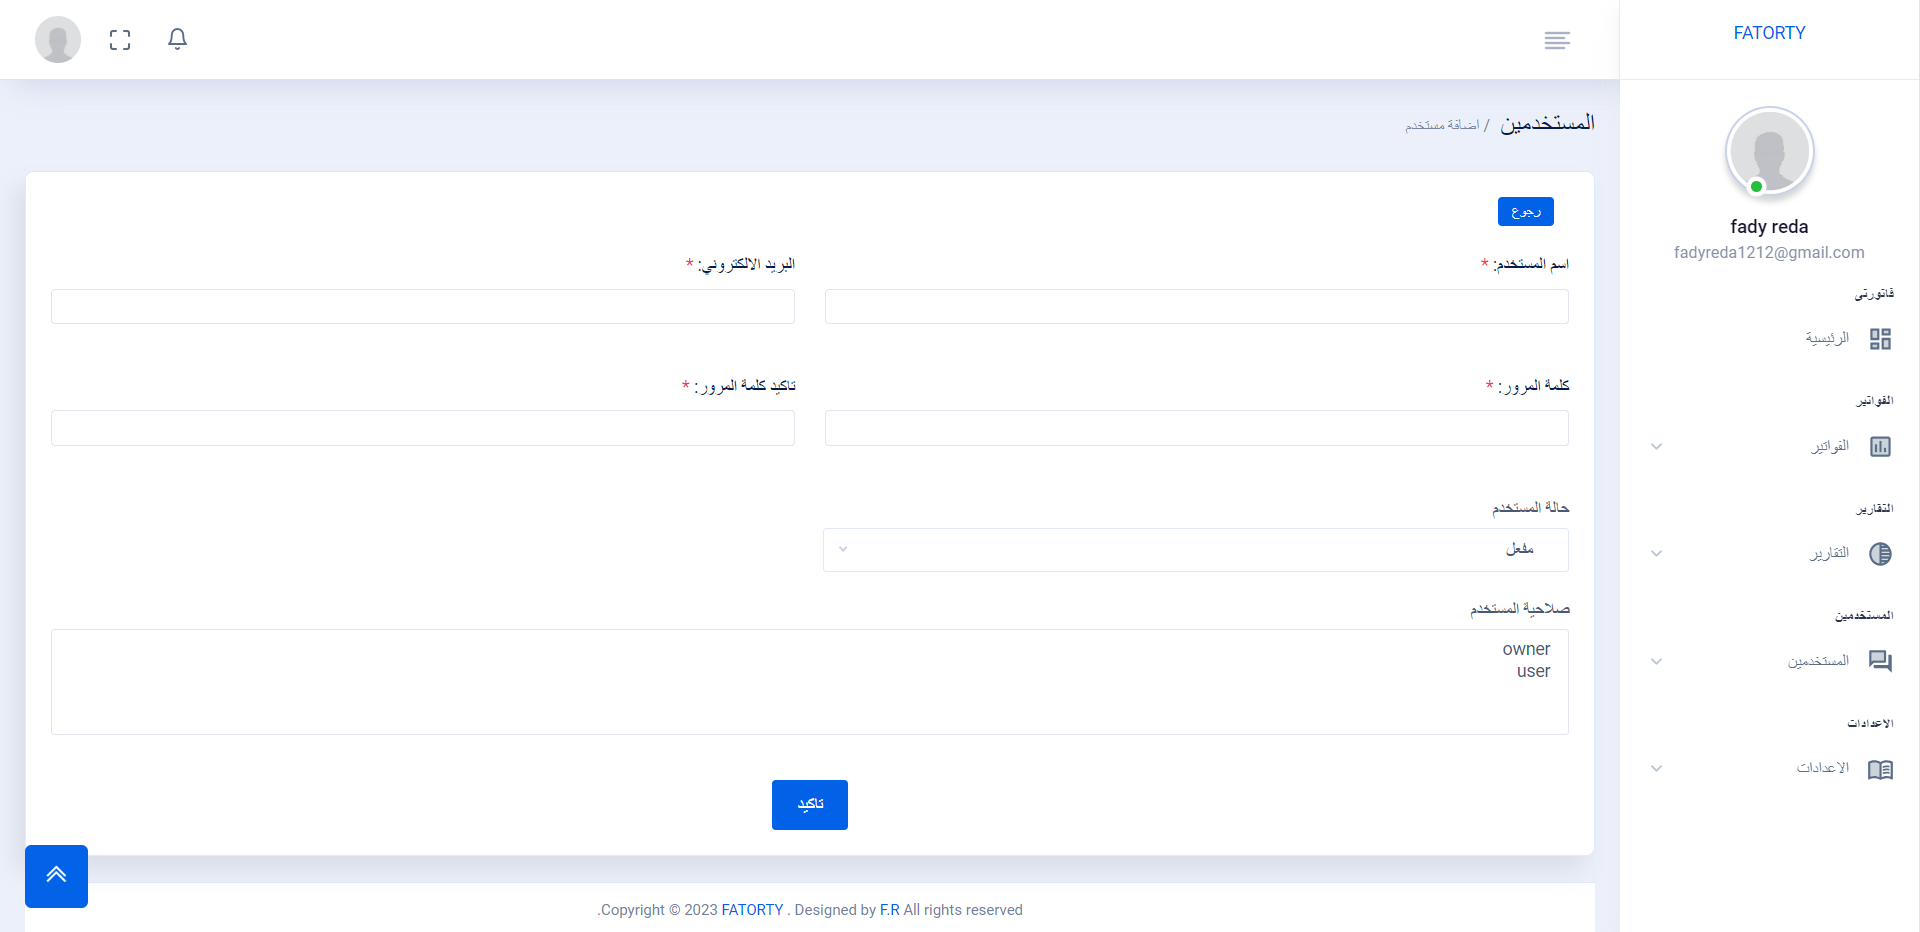 FATORTY
fady reda
fadyreda1212@gmail.com
فاتورتى
الرئيسية
الفواتير
الفواتير
التقارير
التقارير
المستخدمين
المستخدمين
الاعدادات
الاعدادات
المستخدمين / اضافة مستخدم
رجوع
اسم المستخدم: *
البريد الالكتروني: *
كلمة المرور: *
تاكيد كلمة المرور: *
حالة المستخدم
مفعل
صلاحية المستخدم
owner
user
تاكيد
.Copyright © 2023 FATORTY . Designed by F.R All rights reserved